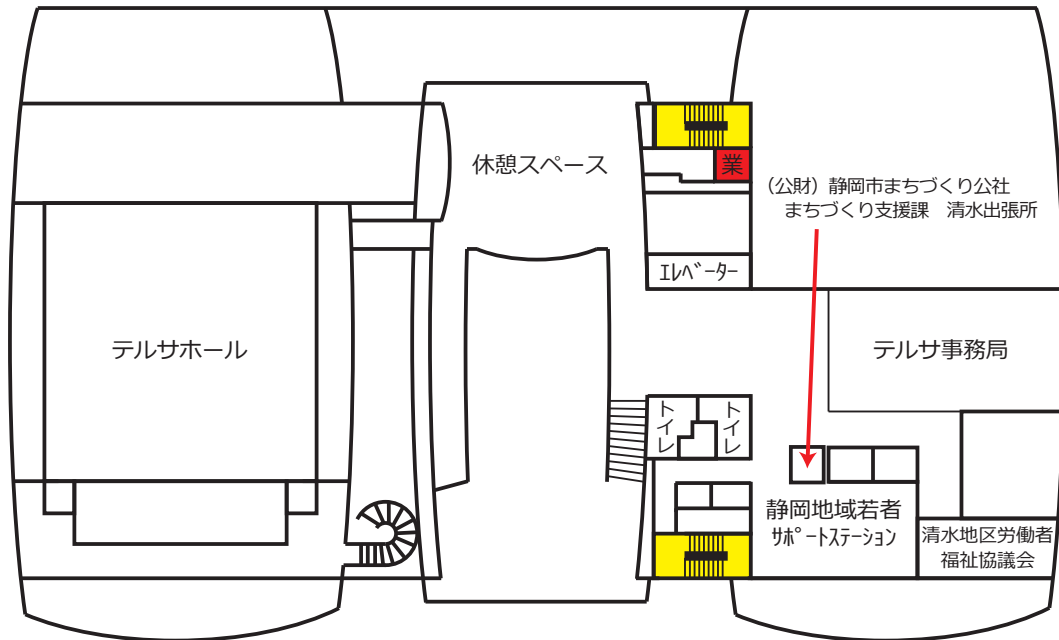 休憩スペース
業
（公財）静岡市まちづくり公社
まちづくり支援課　清水出張所
ｴﾚﾍﾞｰﾀｰ
テルサホール
テルサ事務局
トイレ
トイレ
静岡地域若者
ｻﾎﾟｰﾄｽﾃｰｼｮﾝ
清水地区労働者
福祉協議会